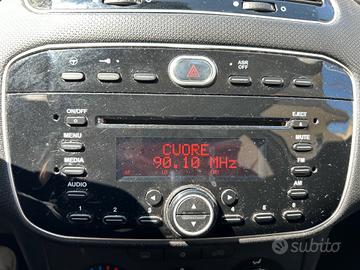 ASR OFF
ON/OFF
EJECT
MENU
CUORE
90.10 MHz
MUTE
MEDIA
FM
AUDIO
AM
1 2 3 6
subito